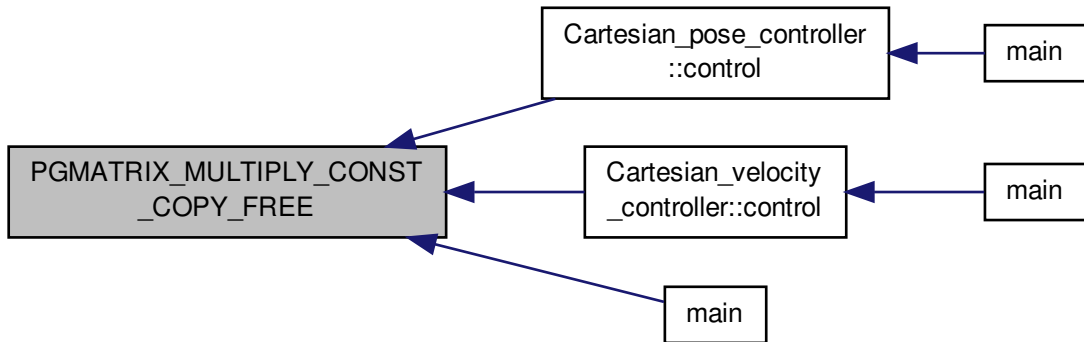 Cartesian_pose_controller
::control
main
PGMATRIX_MULTIPLY_CONST
_COPY_FREE
Cartesian_velocity
_controller::control
main
main